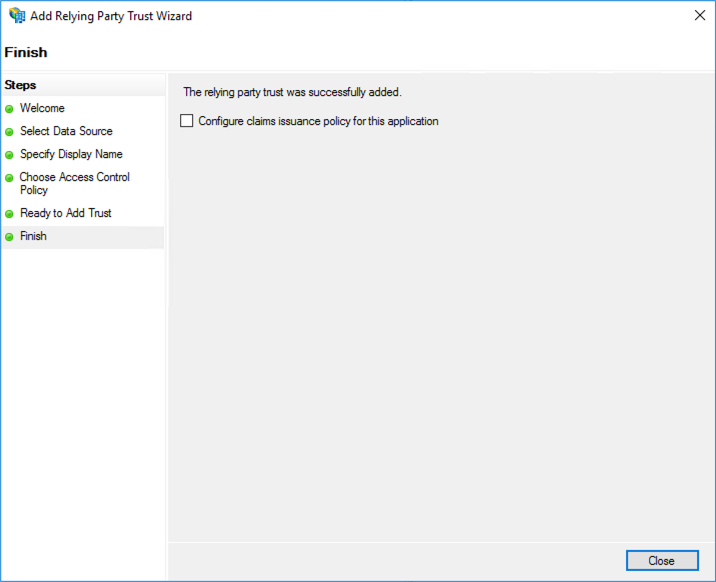 Add Relying Party Trust Wizard
Finish
Steps
Welcome
Select Data Source
Specify Display Name
Choose Access Control
Policy
Ready to Add Trust
Finish
The relying party trust was successfully added.
Configure claims issuance policy for this application
Close